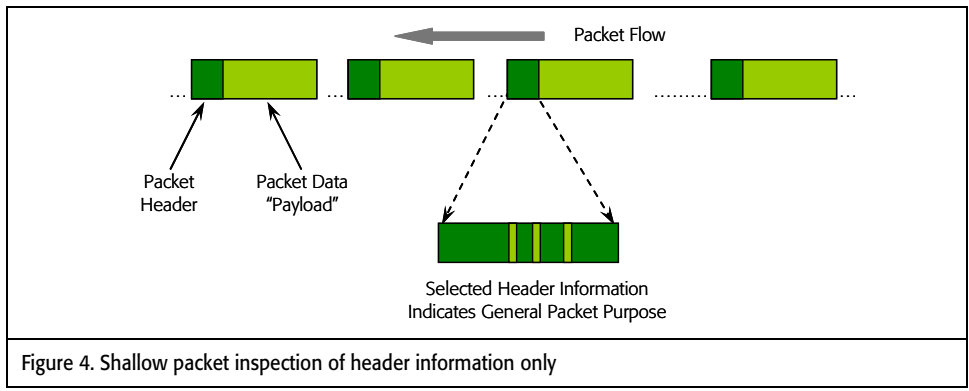 Packet Flow
... ... ... ......... ...
Packet
Header
Packet Data
“Payload”
Selected Header Information
Indicates General Packet Purpose
Figure 4. Shallow packet inspection of header information only